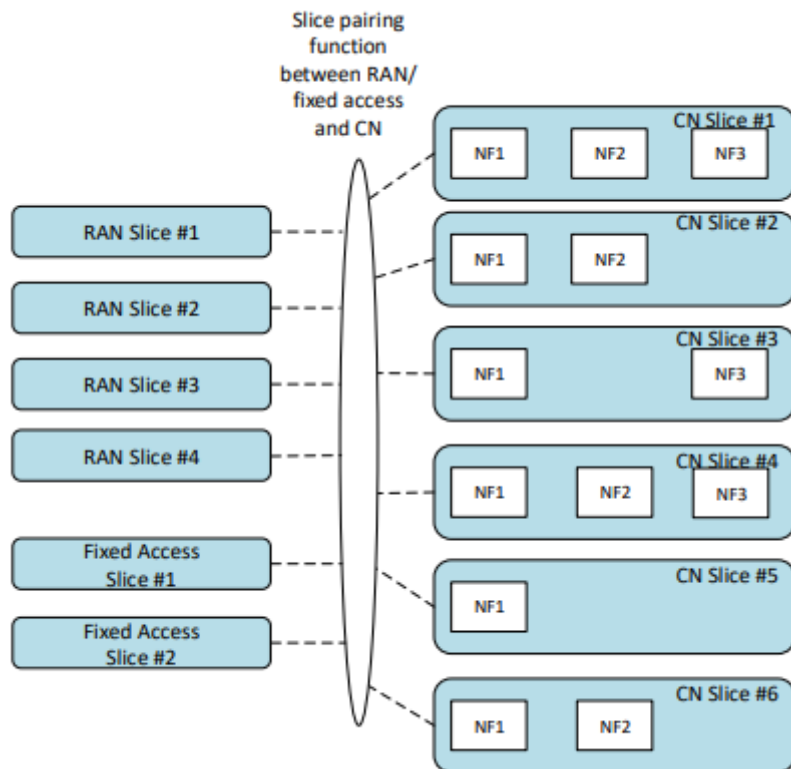 Slice pairing
function
between RAN/
fixed access
and CN
CN Slice #1
NF1 NF2 NF3
RAN Slice #1
CN Slice #2
NF1 NF2
RAN Slice #2
CN Slice #3
NF1 NF3
RAN Slice #3
RAN Slice #4
CN Slice #4
NF1 NF2 NF3
Fixed Access
Slice #1
CN Slice #5
NF1
Fixed Access
Slice #2
CN Slice #6
NF1 NF2